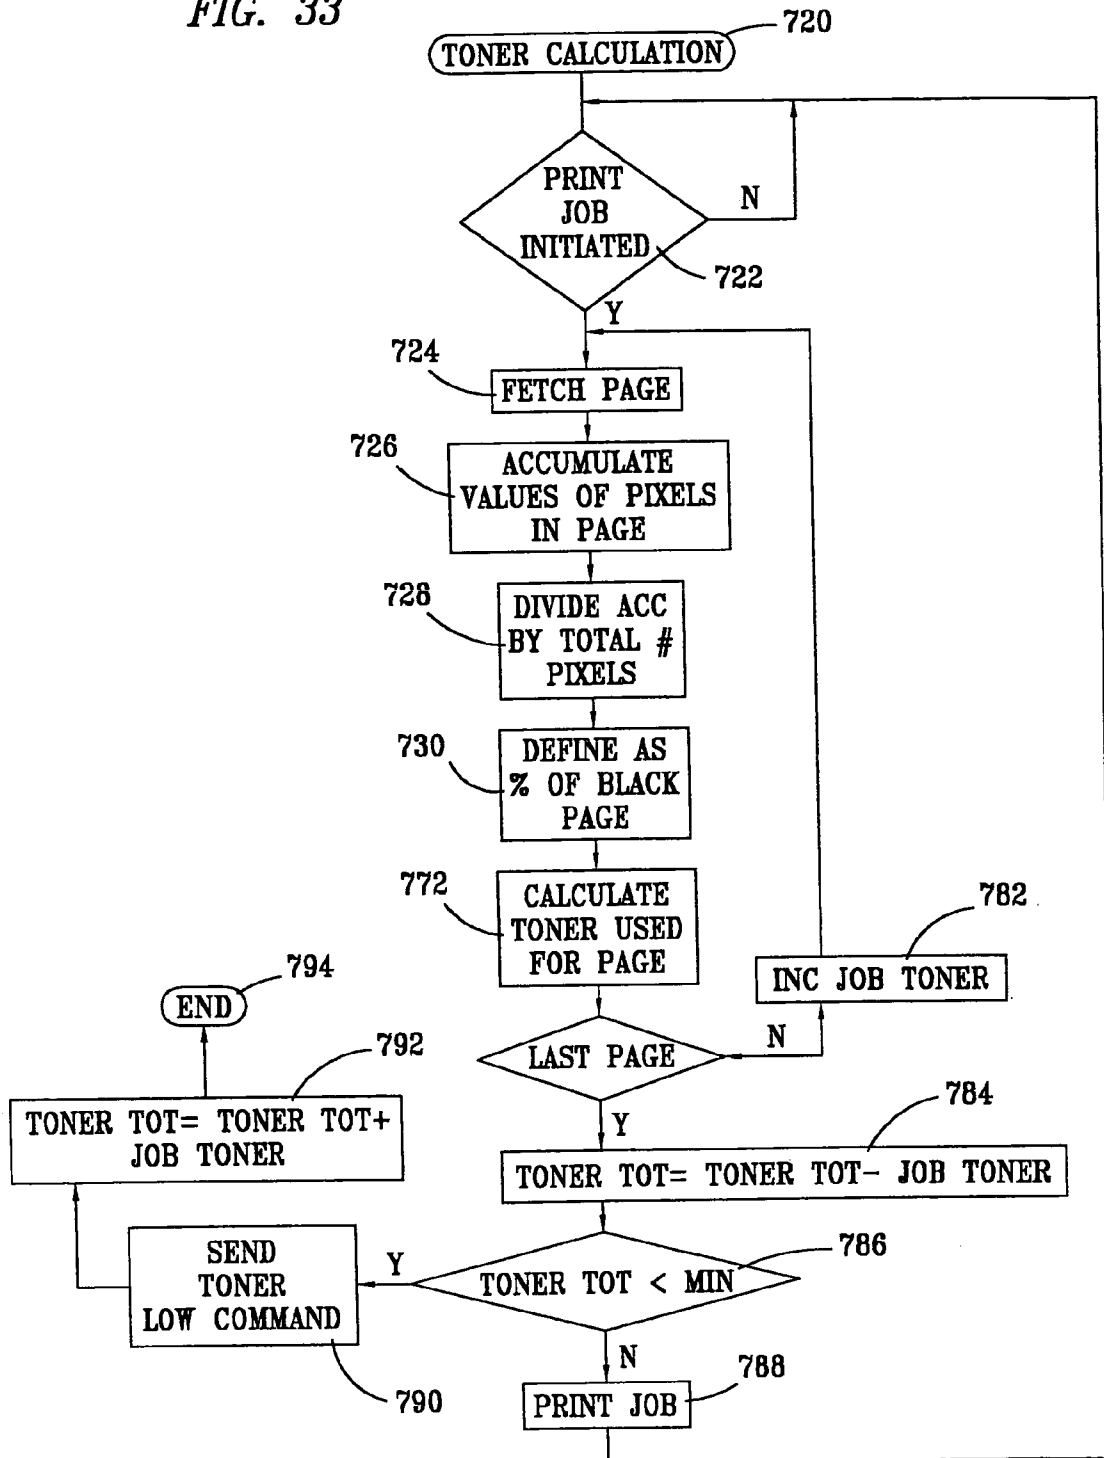 FIG. 33
TONER CALCULATION
720
PRINT
JOB
INITIATED
N
722
Y
724
FETCH PAGE
726
ACCUMULATE
VALUES OF PIXELS
IN PAGE
728
DIVIDE ACC
BY TOTAL #
PIXELS
730
DEFINE AS
% OF BLACK
PAGE
772
CALCULATE
TONER USED
FOR PAGE
782
INC JOB TONER
794
END
LAST PAGE
N
792
TONER TOT= TONER TOT+
JOB TONER
Y
784
TONER TOT= TONER TOT- JOB TONER
786
TONER TOT < MIN
Y
SEND
TONER
LOW COMMAND
790
N
788
PRINT JOB